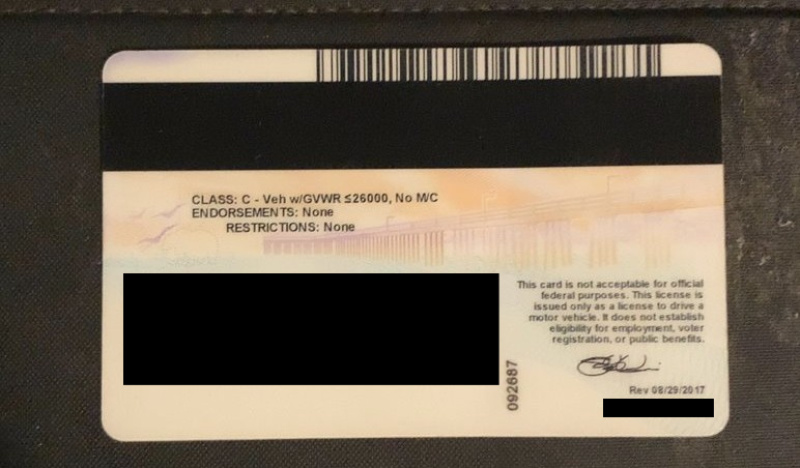 CLASS: C - Veh w/GVWR ≤26000, No M/C
ENDORSEMENTS: None
RESTRICTIONS: None
This card is not acceptable for official
federal purposes. This license is
issued only as a license to drive a
motor vehicle. It does not establish
eligibility for employment, voter
registration, or public benefits.
092687
Rev 08/29/2017